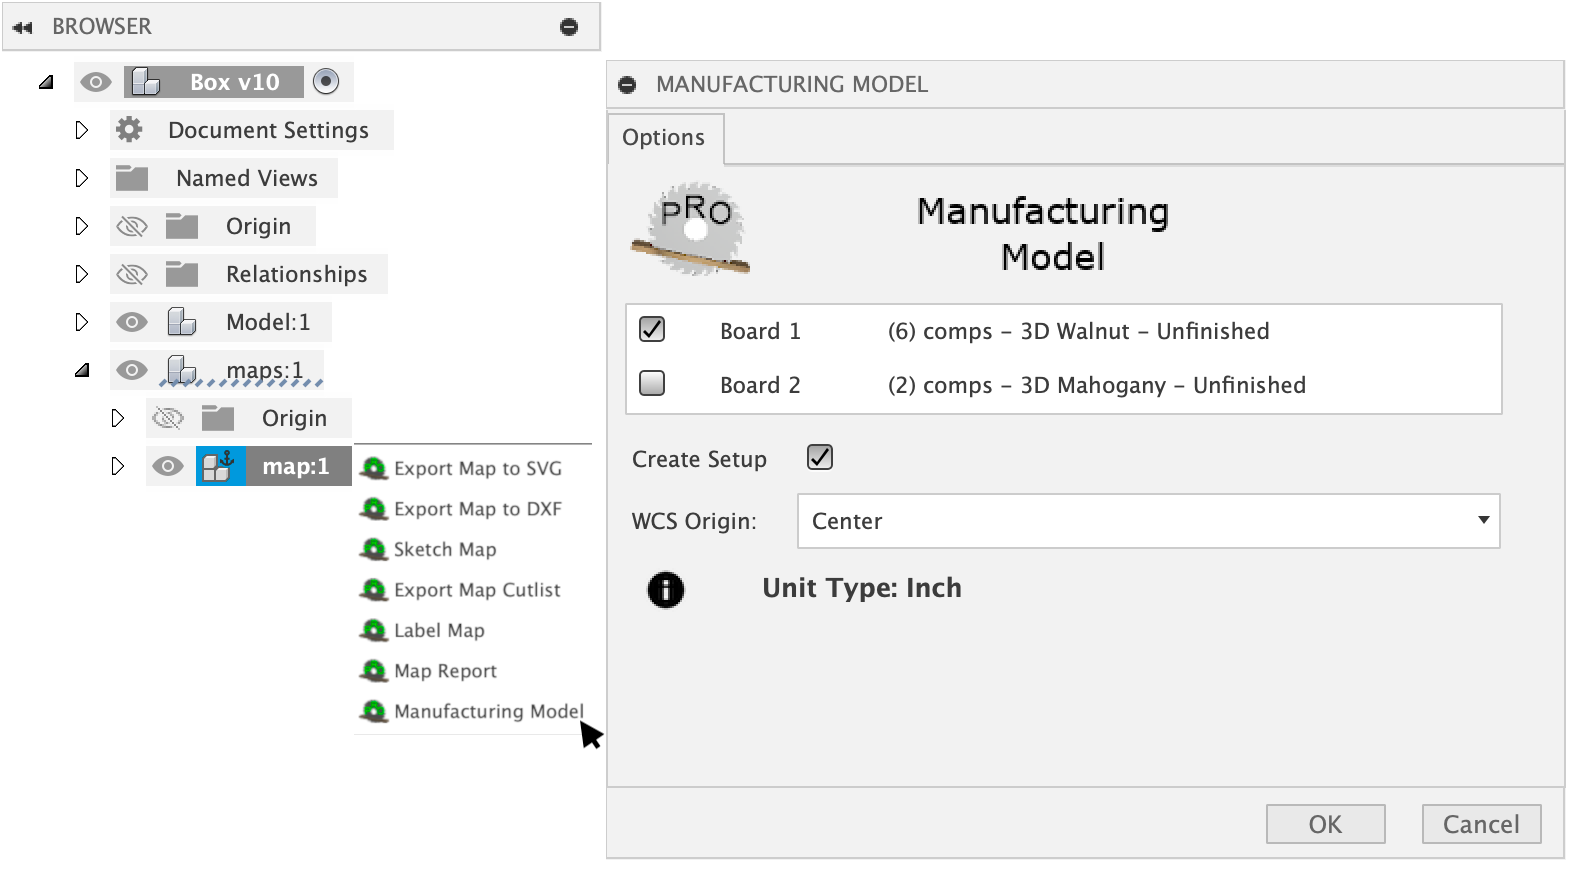 BROWSER
Box v10
Document Settings
Named Views
Origin
Relationships
Model:1
maps:1
Origin
map:1
Export Map to SVG
Export Map to DXF
Sketch Map
Export Map Cutlist
Label Map
Map Report
Manufacturing Model
MANUFACTURING MODEL
Options
PRO
Manufacturing
Model
Board 1 (6) comps - 3D Walnut - Unfinished
Board 2 (2) comps - 3D Mahogany - Unfinished
Create Setup
WCS Origin: Center
Unit Type: Inch
OK Cancel